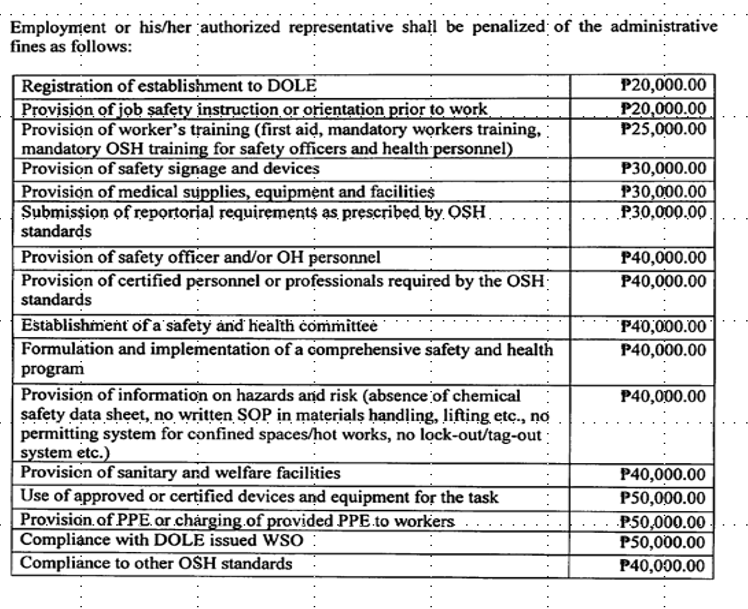 Employment or his/her authorized representative shall be penalized of the administrative
fines as follows:
Registration of establishment to DOLE ₱20,000.00
Provision of job safety instruction or orientation prior to work ₱20,000.00
Provision of worker's training (first aid, mandatory workers training, ₱25,000.00
mandatory OSH training for safety officers and health personnel)
Provision of safety signage and devices ₱30,000.00
Provision of medical supplies, equipment and facilities ₱30,000.00
Submission of reportorial requirements as prescribed by OSH ₱30,000.00
standards
Provision of safety officer and/or OH personnel ₱40,000.00
Provision of certified personnel or professionals required by the OSH ₱40,000.00
standards
Establishment of a safety and health committee ₱40,000.00
Formulation and implementation of a comprehensive safety and health ₱40,000.00
program
Provision of information on hazards and risk (absence of chemical ₱40,000.00
safety data sheet, no written SOP in materials handling, lifting etc., no
permitting system for confined spaces/hot works, no lock-out/tag-out
system etc.)
Provision of sanitary and welfare facilities ₱40,000.00
Use of approved or certified devices and equipment for the task ₱50,000.00
Provision of PPE or charging of provided PPE to workers ₱50,000.00
Compliance with DOLE issued WSO ₱50,000.00
Compliance to other OSH standards ₱40,000.00